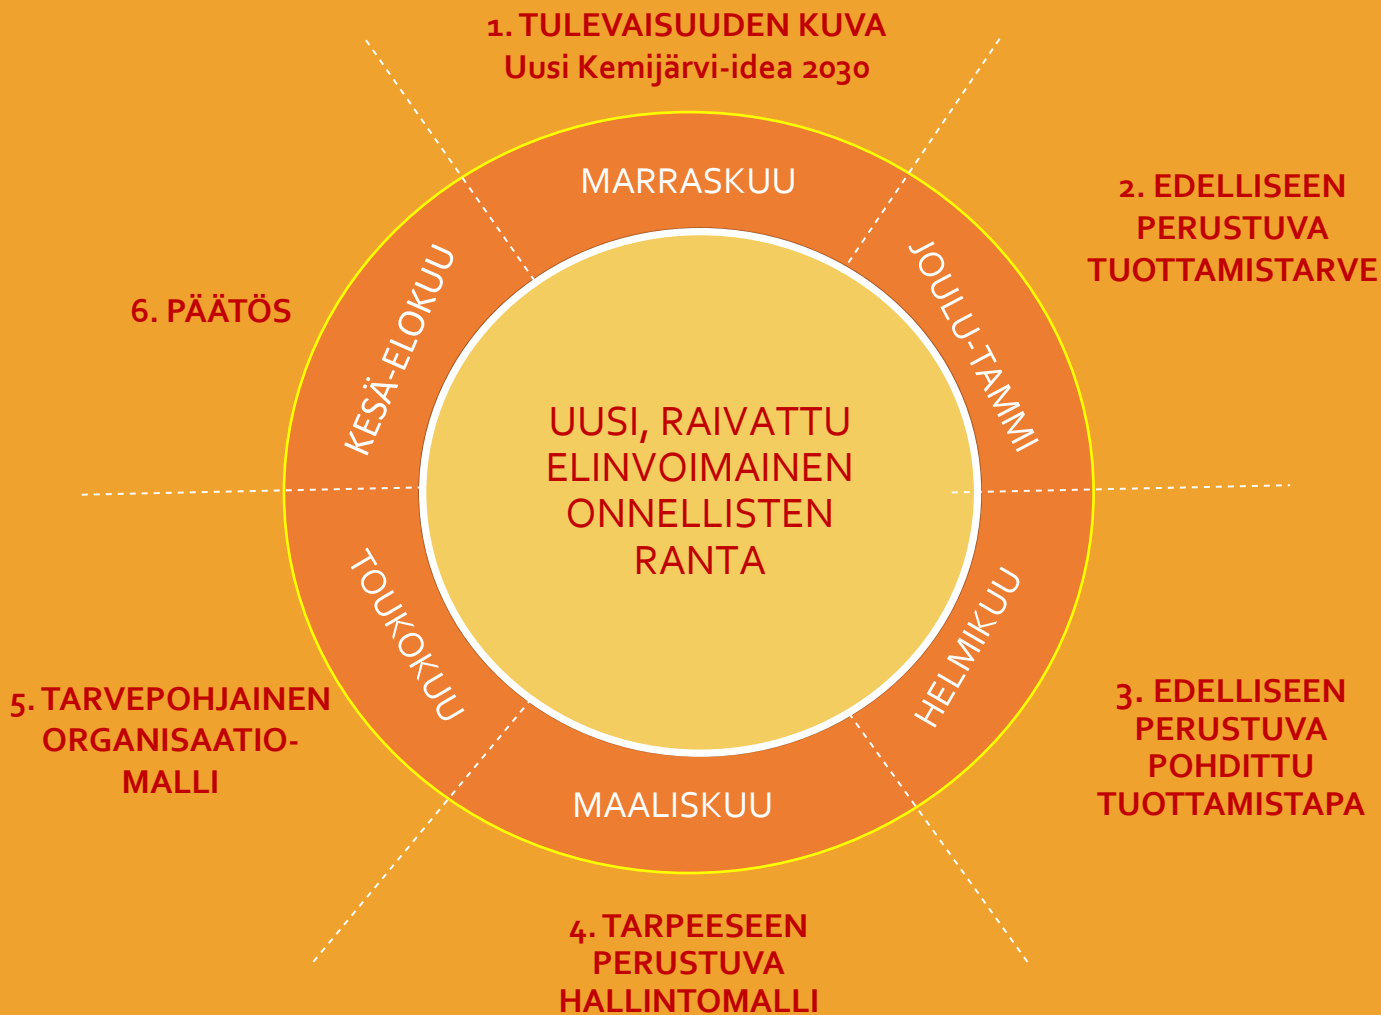 1. TULEVAISUUDEN KUVA
Uusi Kemijärvi-idea 2030
MARRASKUU
2. EDELLISEEN
PERUSTUVA
TUOTTAMISTARVE
JOULU-TAMMI
3. EDELLISEEN
PERUSTUVA
POHDITTU
TUOTTAMISTAPA
HELMIKUU
4. TARPEESEEN
PERUSTUVA
HALLINTOMALLI
MAALISKUU
5. TARVEPOHJAINEN
ORGANISAATIO-
MALLI
TOUKOKUU
6. PÄÄTÖS
KESÄ-ELOKUU
UUSI, RAIVATTU
ELINVOIMAINEN
ONNELLISTEN
RANTA